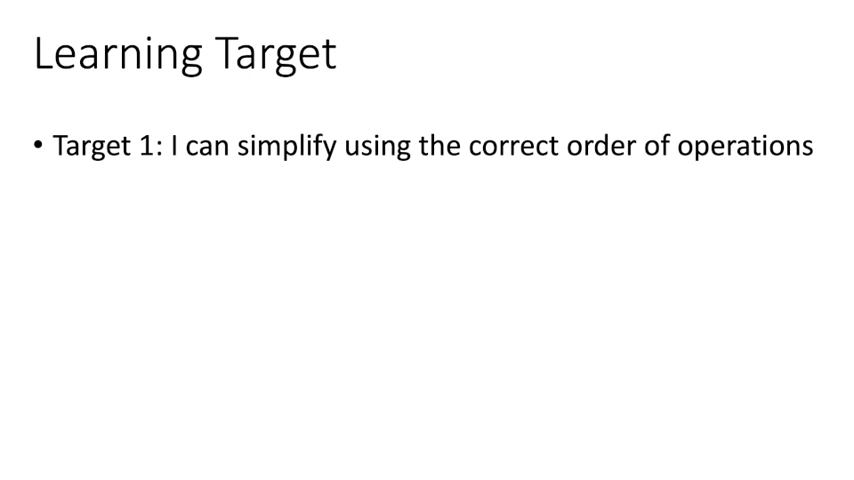 Learning Target
• Target 1: I can simplify using the correct order of operations